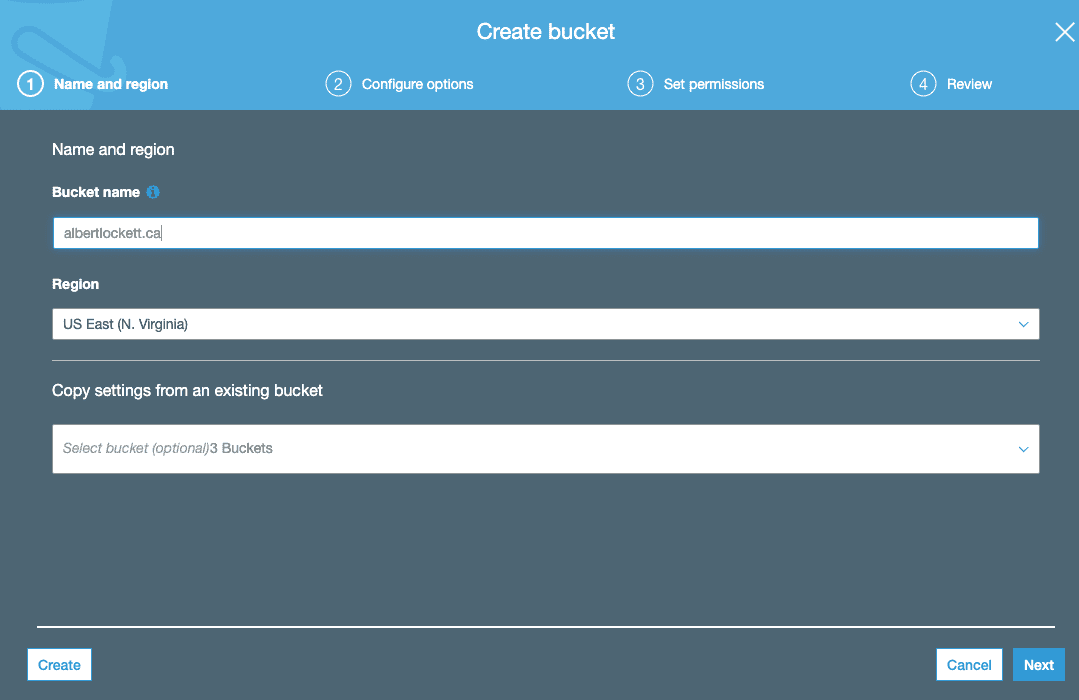 Create bucket
1 Name and region
2 Configure options
3 Set permissions
4 Review
Name and region
Bucket name
albertlockett.ca
Region
US East (N. Virginia)
Copy settings from an existing bucket
Select bucket (optional)3 Buckets
Create
Cancel
Next